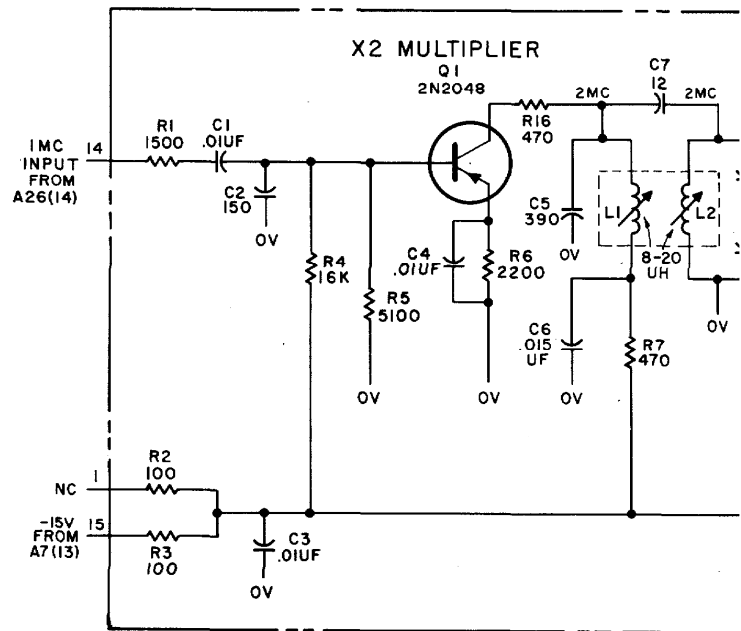 X2 MULTIPLIER
Q1
2N2048
C7
12
2MC
2MC
R16
470
1MC
INPUT
FROM
A26(14)
14
R1
1500
C1
.01UF
C2
150
0V
R4
16K
R5
5100
0V
C4
.01UF
R6
2200
0V
C5
390
0V
L1
L2
8-20
UH
0V
C6
.015
UF
0V
R7
470
NC
1
R2
100
-15V
FROM
A7(13)
15
R3
100
C3
.01UF
0V